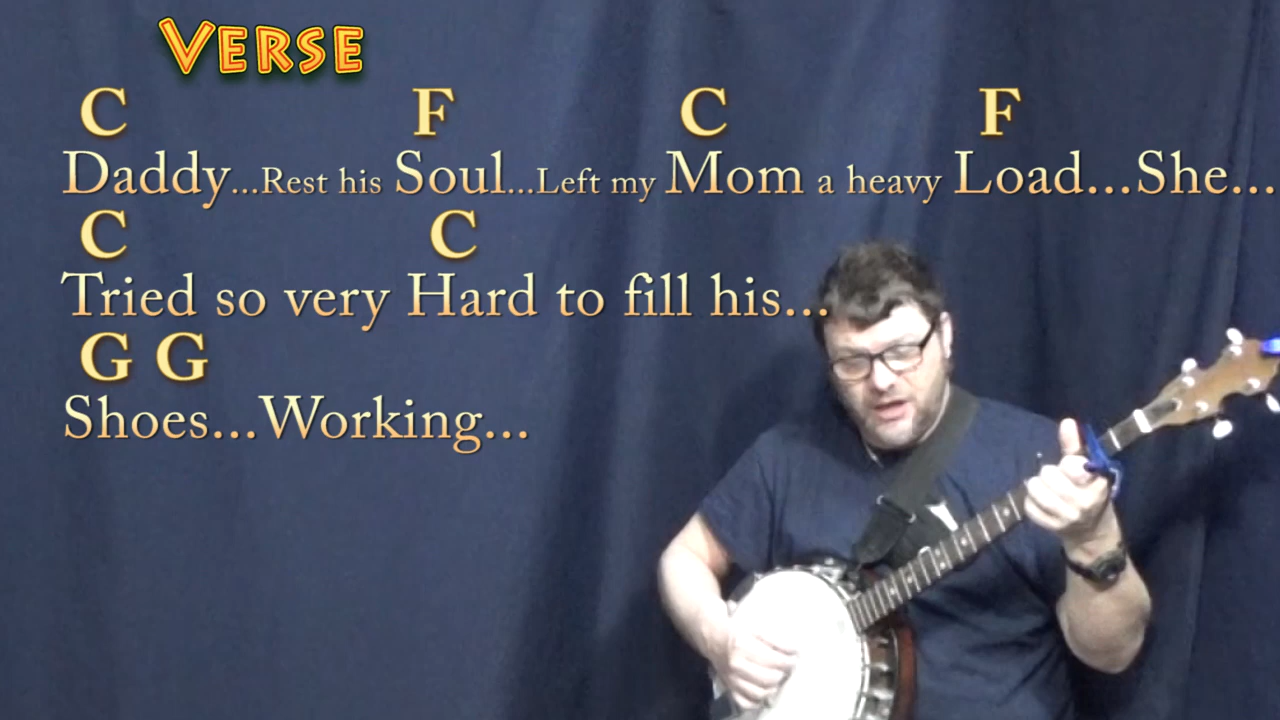 VERSE
C F C F
Daddy...Rest his Soul...Left my Mom a heavy Load...She...
C C
Tried so very Hard to fill his...
G G
Shoes...Working...